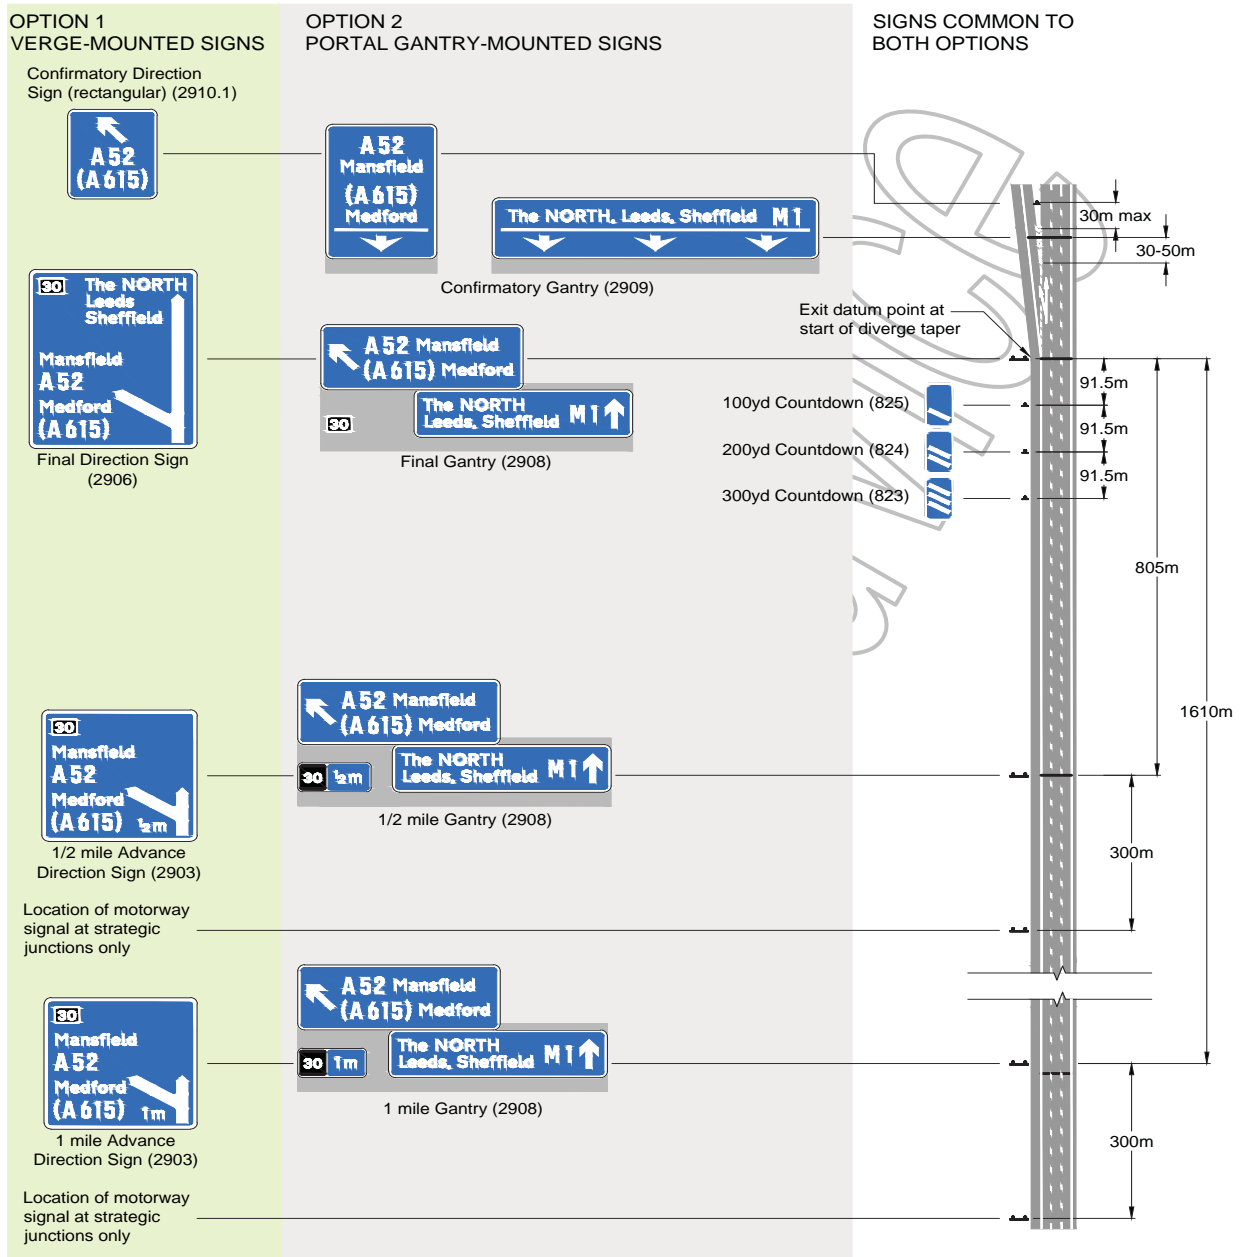 OPTION 1
VERGE-MOUNTED SIGNS
OPTION 2
PORTAL GANTRY-MOUNTED SIGNS
SIGNS COMMON TO
BOTH OPTIONS
Confirmatory Direction
Sign (rectangular) (2910.1)
A 52
(A 615)
A 52
Mansfield
(A 615)
Medford
The NORTH, Leeds, Sheffield M 1
Confirmatory Gantry (2909)
30m max
30-50m
Exit datum point at
start of diverge taper
30 The NORTH
Leeds
Sheffield
Mansfield
A 52
Medford
(A 615)
Final Direction Sign
(2906)
A 52 Mansfield
(A 615) Medford
The NORTH
Leeds, Sheffield M 1
30
Final Gantry (2908)
100yd Countdown (825)
200yd Countdown (824)
300yd Countdown (823)
91.5m
91.5m
91.5m
805m
1610m
30
Mansfield
A 52
Medford
(A 615) ½m
1/2 mile Advance
Direction Sign (2903)
A 52 Mansfield
(A 615) Medford
The NORTH
Leeds, Sheffield M 1
30 ½m
1/2 mile Gantry (2908)
300m
Location of motorway
signal at strategic
junctions only
30
Mansfield
A 52
Medford
(A 615) 1m
1 mile Advance
Direction Sign (2903)
A 52 Mansfield
(A 615) Medford
The NORTH
Leeds, Sheffield M 1
30 1m
1 mile Gantry (2908)
300m
Location of motorway
signal at strategic
junctions only